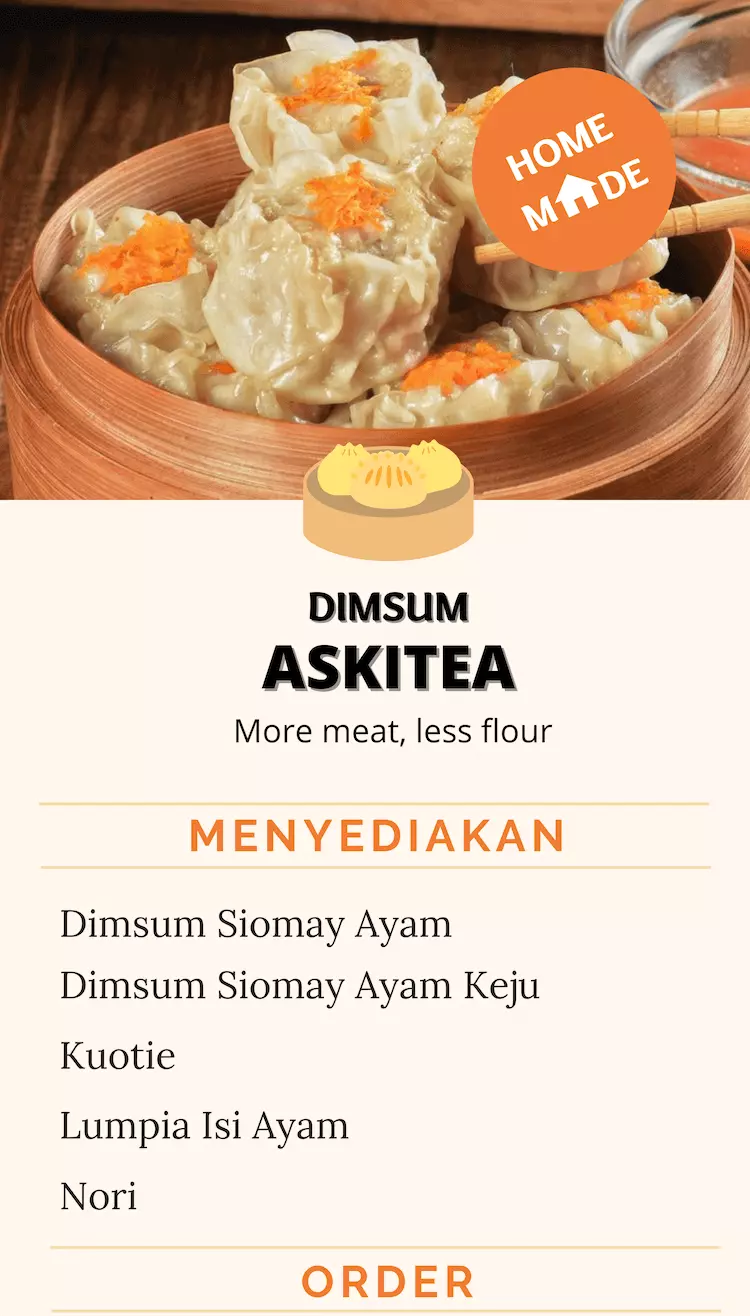 HOME
MADE
DIMSUM
ASKITEA
More meat, less flour
MENYEDIAKAN
Dimsum Siomay Ayam
Dimsum Siomay Ayam Keju
Kuotie
Lumpia Isi Ayam
Nori
ORDER